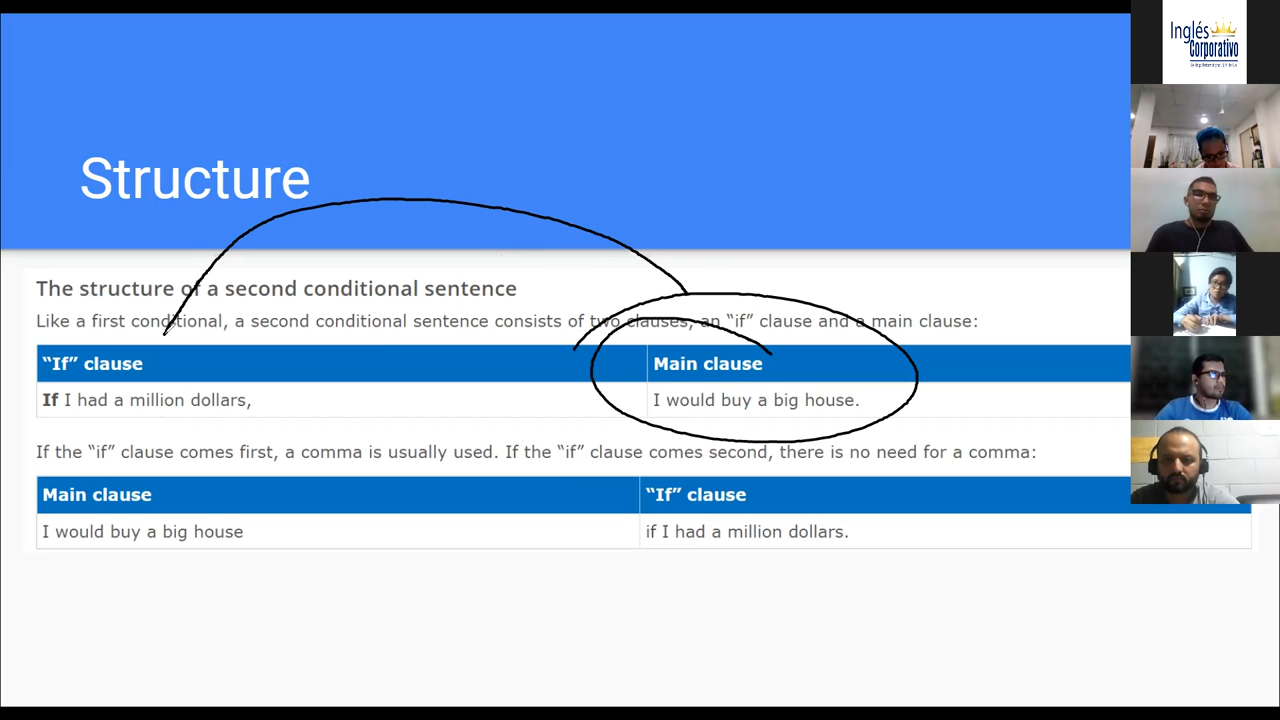 Structure
The structure of a second conditional sentence
Like a first conditional, a second conditional sentence consists of two clauses, an “if” clause and a main clause:
“If” clause Main clause
If I had a million dollars, I would buy a big house.
If the “if” clause comes first, a comma is usually used. If the “if” clause comes second, there is no need for a comma:
Main clause “If” clause
I would buy a big house if I had a million dollars.
Inglés
Corporativo